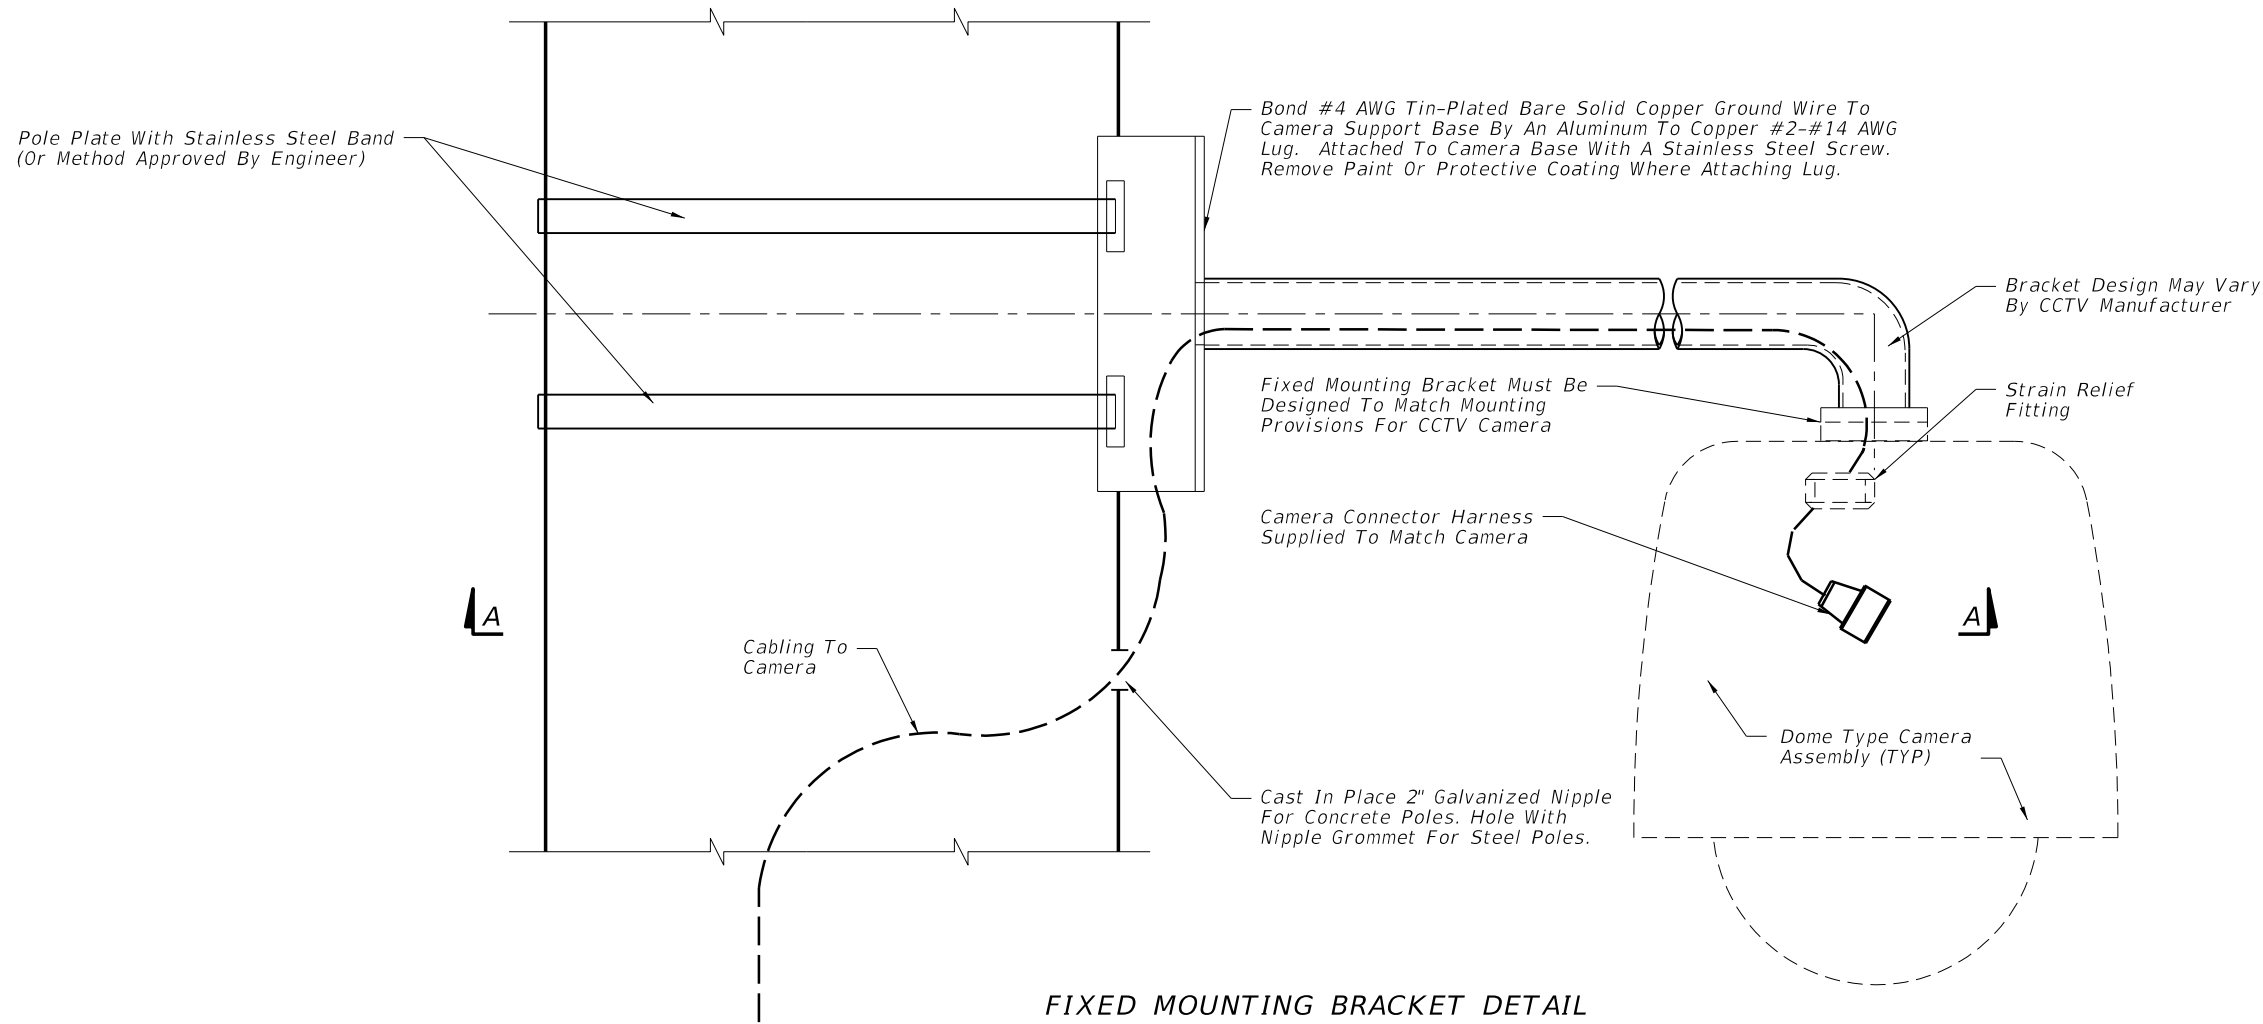 Pole Plate With Stainless Steel Band
(Or Method Approved By Engineer)
Bond #4 AWG Tin-Plated Bare Solid Copper Ground Wire To
Camera Support Base By An Aluminum To Copper #2-#14 AWG
Lug. Attached To Camera Base With A Stainless Steel Screw.
Remove Paint Or Protective Coating Where Attaching Lug.
Bracket Design May Vary
By CCTV Manufacturer
Fixed Mounting Bracket Must Be
Designed To Match Mounting
Provisions For CCTV Camera
Strain Relief
Fitting
Camera Connector Harness
Supplied To Match Camera
A
A
Cabling To
Camera
Dome Type Camera
Assembly (TYP)
Cast In Place 2" Galvanized Nipple
For Concrete Poles. Hole With
Nipple Grommet For Steel Poles.
FIXED MOUNTING BRACKET DETAIL